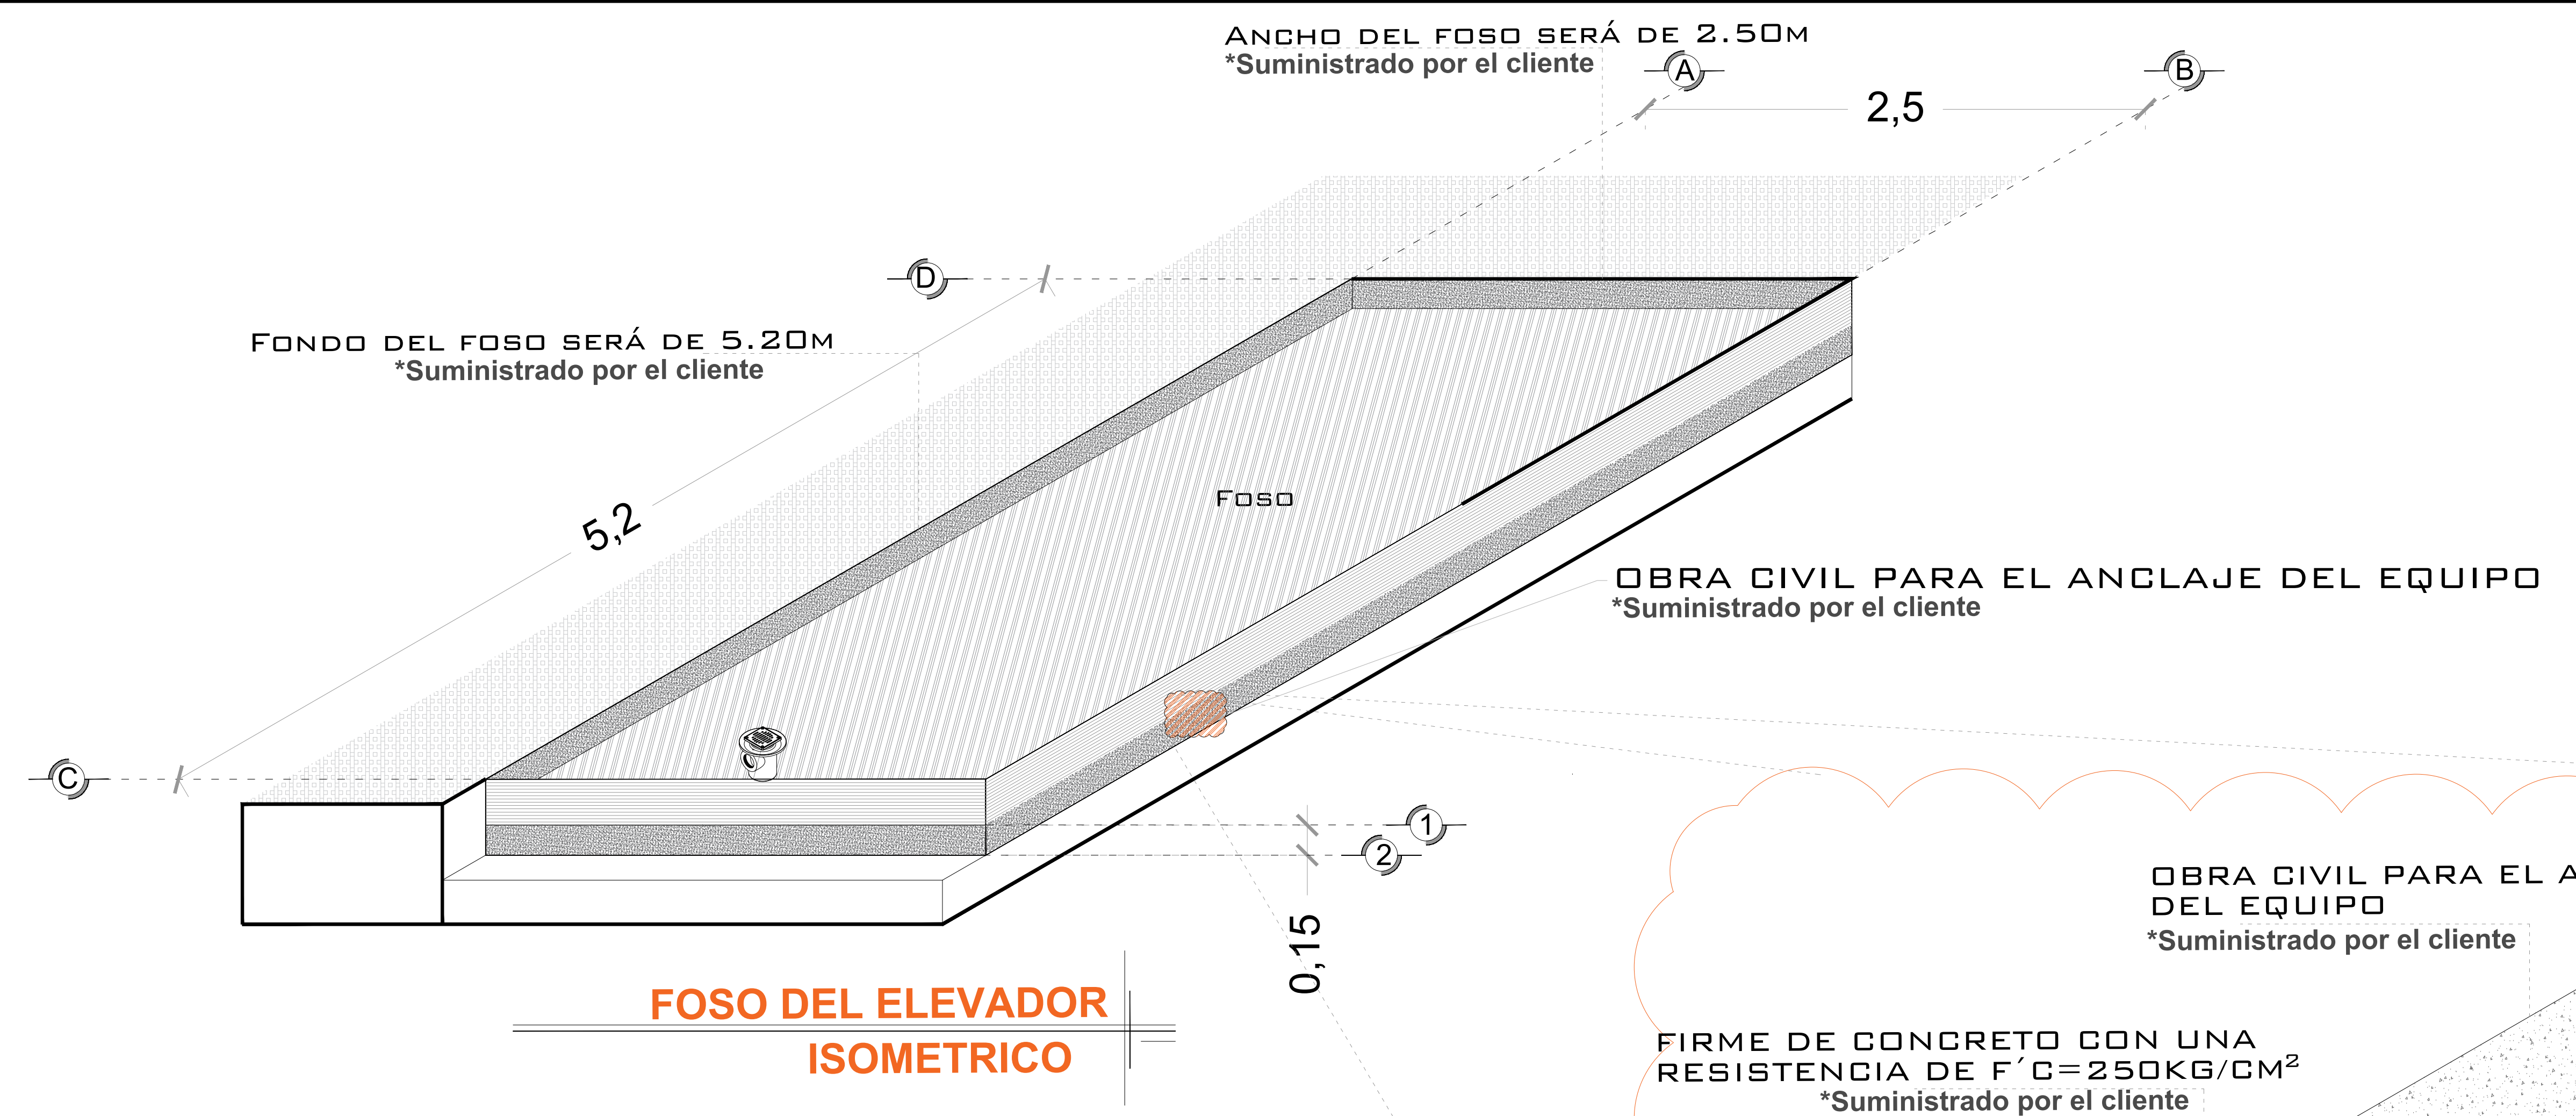 ANCHO DEL FOSO SERÁ DE 2.50M
*Suministrado por el cliente
A
B
2,5
D
FONDO DEL FOSO SERÁ DE 5.20M
*Suministrado por el cliente
5,2
FOSO
OBRA CIVIL PARA EL ANCLAJE DEL EQUIPO
*Suministrado por el cliente
C
1
2
0,15
OBRA CIVIL PARA EL A
DEL EQUIPO
*Suministrado por el cliente
FOSO DEL ELEVADOR
ISOMETRICO
FIRME DE CONCRETO CON UNA
RESISTENCIA DE F´C=250KG/CM²
*Suministrado por el cliente